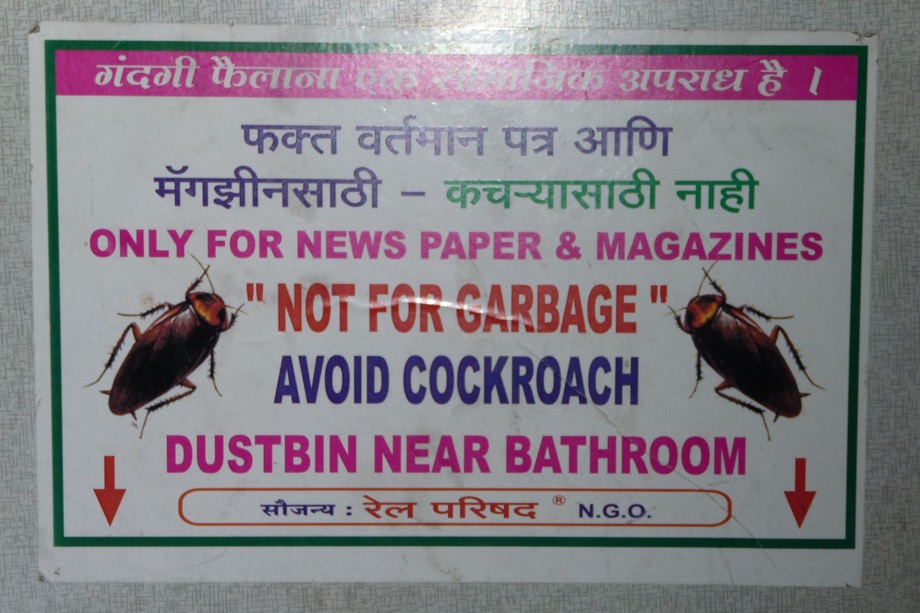 गंदगी फैलाना एक सामाजिक अपराध है ।
फक्त वर्तमान पत्र आणि
मॅगझीनसाठी – कचऱ्यासाठी नाही
ONLY FOR NEWS PAPER & MAGAZINES
" NOT FOR GARBAGE "
AVOID COCKROACH
DUSTBIN NEAR BATHROOM
सौजन्य : रेल परिषद ® N.G.O.